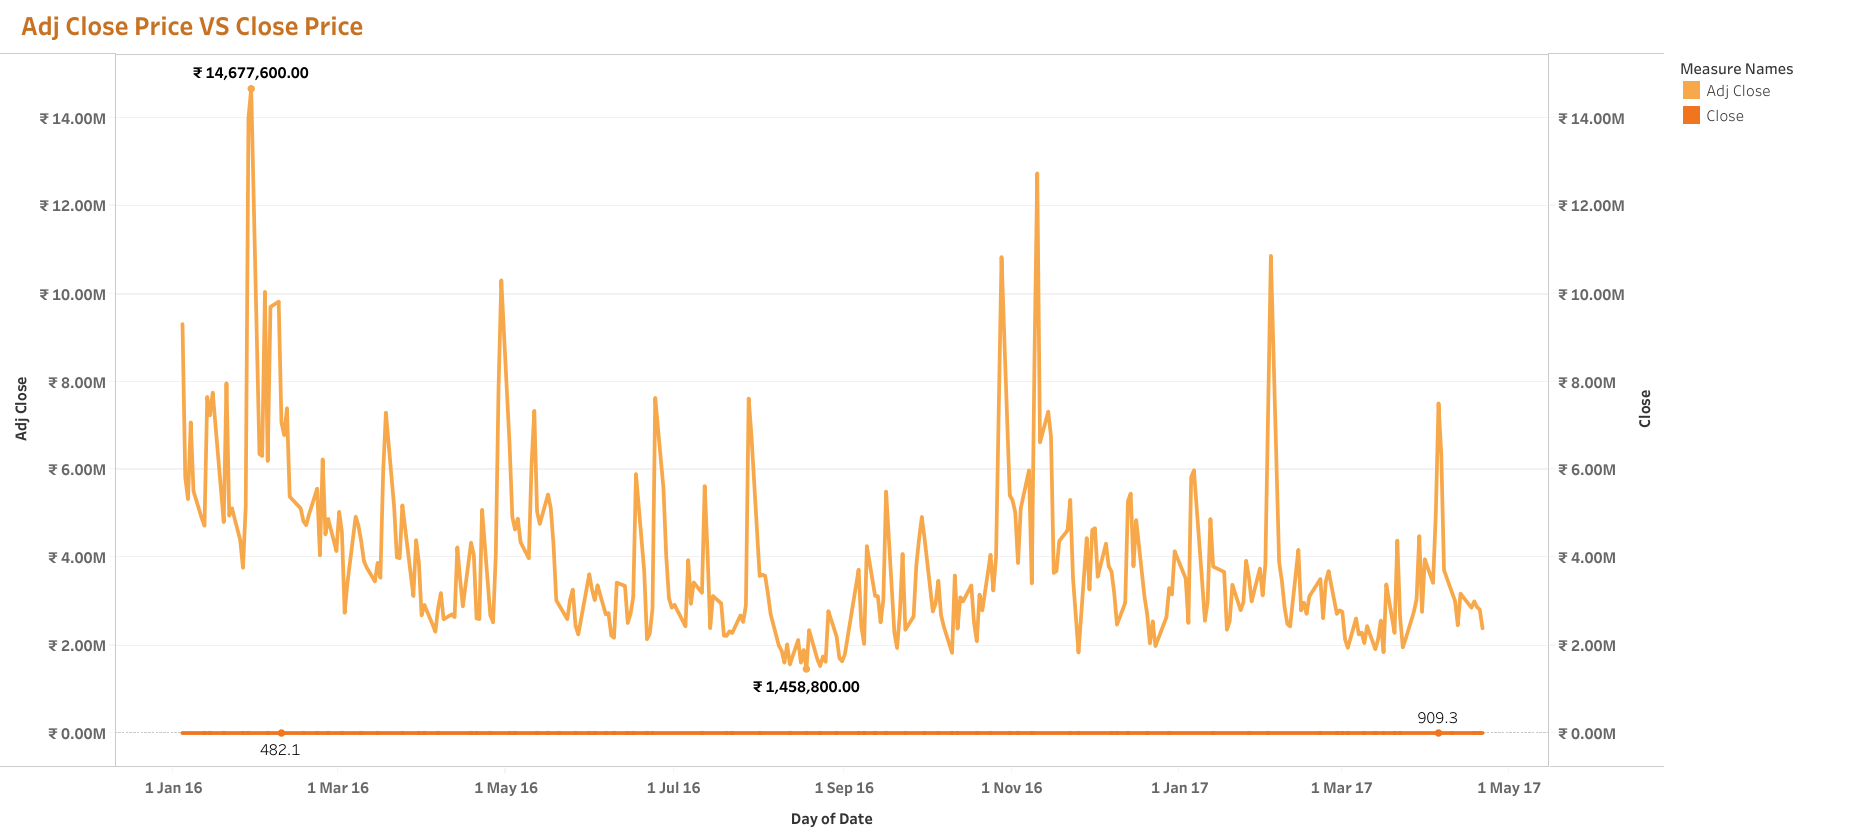 Adj Close Price VS Close Price
₹ 14,677,600.00
₹ 14.00M
₹ 12.00M
₹ 10.00M
₹ 8.00M
₹ 6.00M
₹ 4.00M
₹ 2.00M
₹ 0.00M
Adj Close
₹ 1,458,800.00
482.1
909.3
₹ 14.00M
₹ 12.00M
₹ 10.00M
₹ 8.00M
₹ 6.00M
₹ 4.00M
₹ 2.00M
₹ 0.00M
Close
1 Jan 16 1 Mar 16 1 May 16 1 Jul 16 1 Sep 16 1 Nov 16 1 Jan 17 1 Mar 17 1 May 17
Day of Date
Measure Names
Adj Close
Close